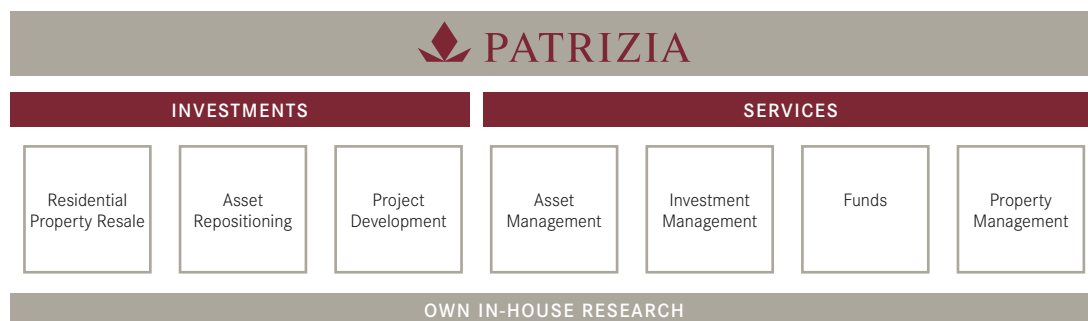 PATRIZIA
INVESTMENTS
SERVICES
Residential
Property Resale
Asset
Repositioning
Project
Development
Asset
Management
Investment
Management
Funds
Property
Management
OWN IN-HOUSE RESEARCH